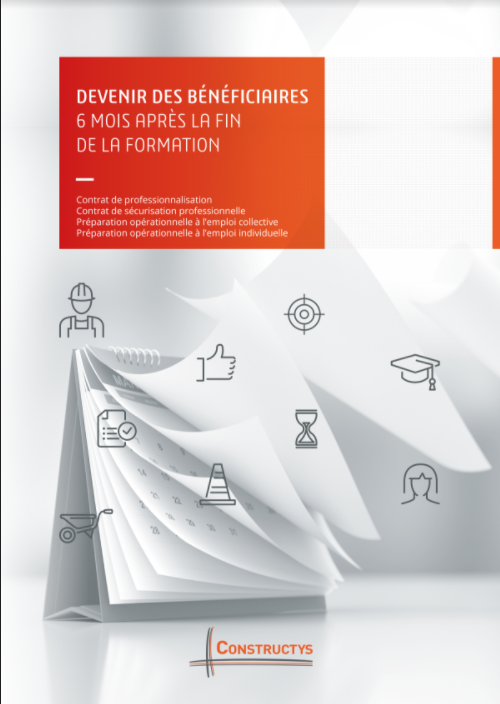 DEVENIR DES BÉNÉFICIAIRES
6 MOIS APRÈS LA FIN
DE LA FORMATION
Contrat de professionnalisation
Contrat de sécurisation professionnelle
Préparation opérationnelle à l'emploi collective
Préparation opérationnelle à l'emploi individuelle
CONSTRUCTYS